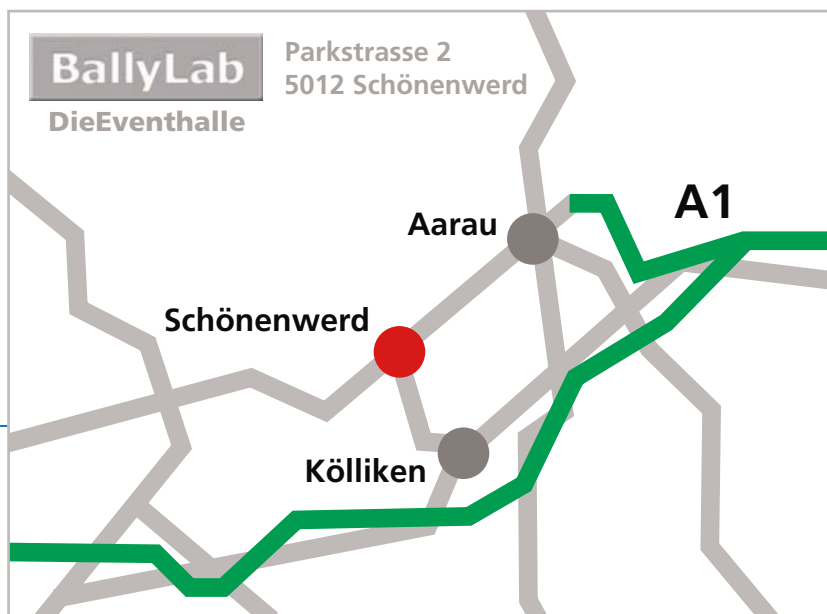 BallyLab
DieEventhalle
Parkstrasse 2
5012 Schönenwerd
A1
Aarau
Schönenwerd
Kölliken